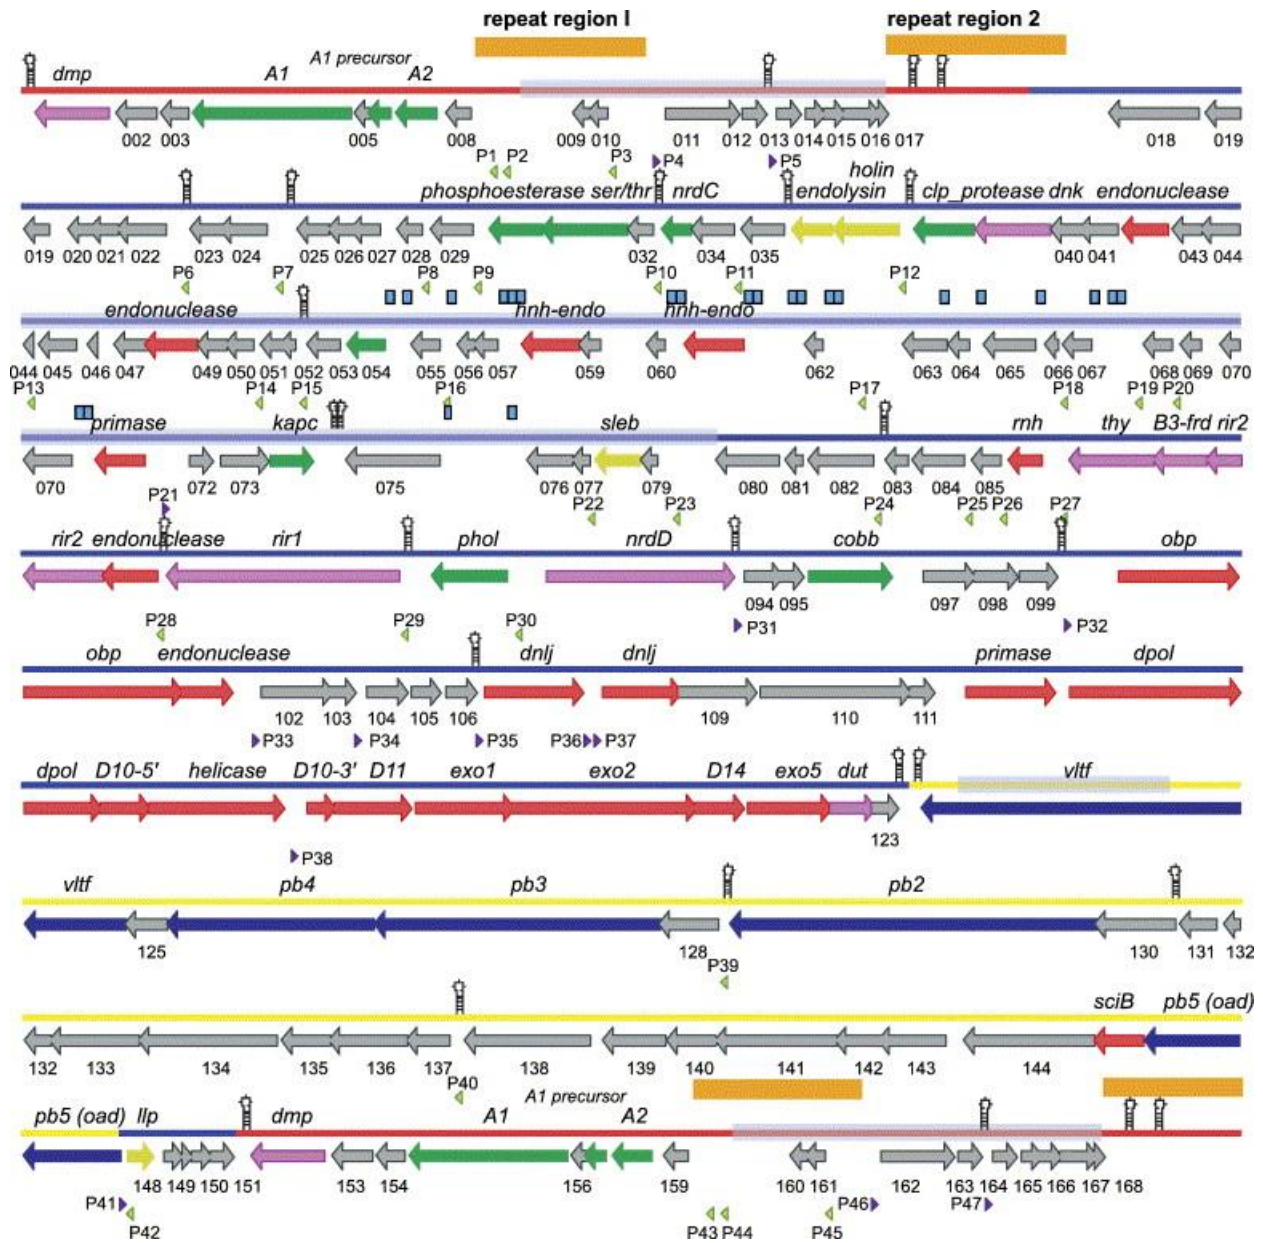 repeat region I repeat region 2
A1 precursor
dmp A1 A2
002 003 005 008 009 010 011 012 013 014 015 016 017 018 019
P1 P2 P3 P4 P5
holin
phosphoesterase ser/thr nrdC endolysin clp_protease dnk endonuclease
019 020 021 022 023 024 025 026 027 028 029 032 034 035 040 041 043 044
P6 P7 P8 P9 P10 P11 P12
endonuclease hnh-endo hnh-endo
044 045 046 047 049 050 051 052 053 054 055 056 057 059 060 062 063 064 065 066 067 068 069 070
P13 P14 P15 P16 P17 P18 P19 P20
primase kapc sleb rnh thy B3-frd rir2
070 072 073 075 076 077 079 080 081 082 083 084 085
P21 P22 P23 P24 P25 P26 P27
rir2 endonuclease rir1 phol nrdD cobb obp
094 095 097 098 099
P28 P29 P30 P31 P32
obp endonuclease dnlj dnlj primase dpol
102 103 104 105 106 109 110 111
P33 P34 P35 P36 P37
dpol D10-5' helicase D10-3' D11 exo1 exo2 D14 exo5 dut vltf
123
P38
vltf pb4 pb3 pb2
125 128 130 131 132
P39
sciB pb5 (oad)
132 133 134 135 136 137 138 139 140 141 142 143 144
P40
A1 precursor
pb5 (oad) llp dmp A1 A2
148 149 150 151 153 154 156 159 160 161 162 163 164 165 166 167 168
P41 P42 P43 P44 P45 P46 P47